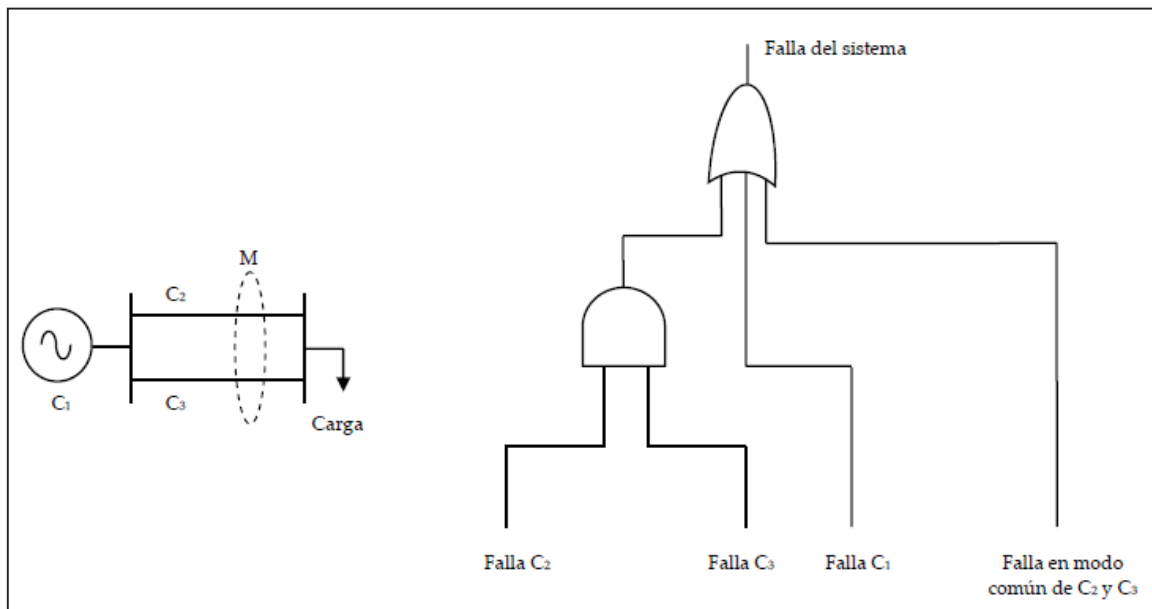 Falla del sistema
M
C₂
C₃
C₁
Carga
Falla C₂
Falla C₃
Falla C₁
Falla en modo
común de C₂ y C₃